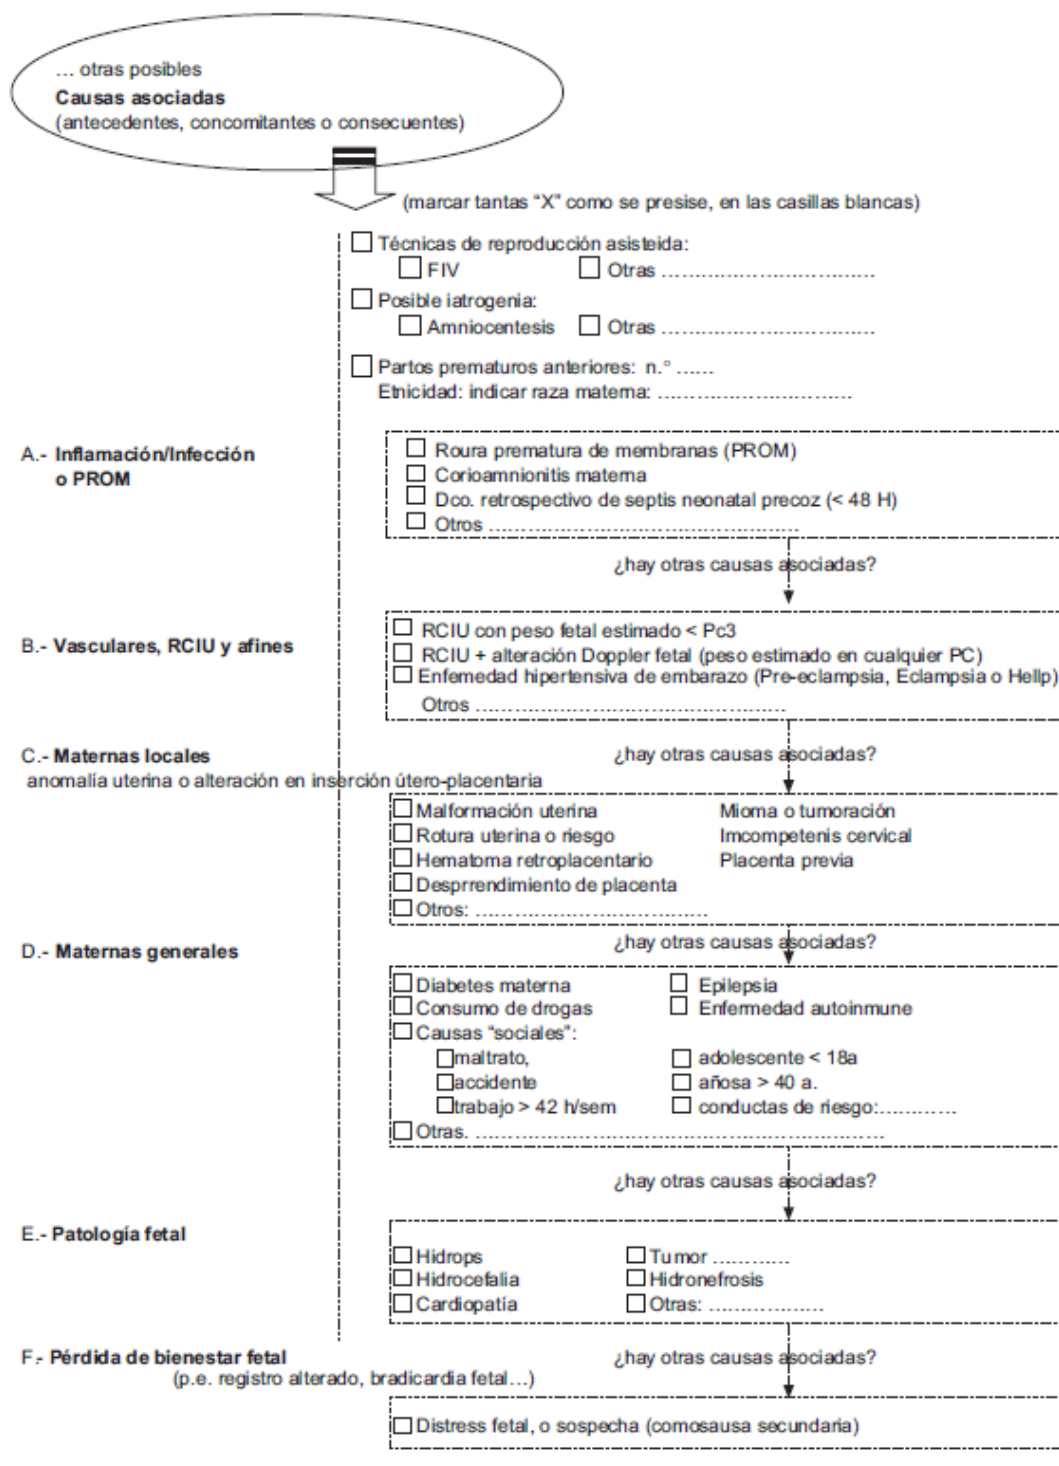 ... otras posibles
Causas asociadas
(antecedentes, concomitantes o consecuentes)
(marcar tantas “X” como se presise, en las casillas blancas)
Técnicas de reproducción asisteida:
FIV Otras ......................................
Posible iatrogenia:
Amniocentesis Otras ......................................
Partos prematuros anteriores: n.° ......
Etnicidad: indicar raza materna: ..................................
A.- Inflamación/Infección
o PROM
Roura prematura de membranas (PROM)
Corioamnionitis materna
Dco. retrospectivo de septis neonatal precoz (< 48 H)
Otros ......................................................
¿hay otras causas asociadas?
B.- Vasculares, RCIU y afines
RCIU con peso fetal estimado < Pc3
RCIU + alteración Doppler fetal (peso estimado en cualquier PC)
Enfemedad hipertensiva de embarazo (Pre-eclampsia, Eclampsia o Hellp)
Otros ......................................................
¿hay otras causas asociadas?
C.- Maternas locales
anomalía uterina o alteración en inserción útero-placentaria
Malformación uterina Mioma o tumoración
Rotura uterina o riesgo Imcompetenis cervical
Hematoma retroplacentario Placenta previa
Desprrendimiento de placenta
Otros: .........................................
¿hay otras causas asociadas?
D.- Maternas generales
Diabetes materna Epilepsia
Consumo de drogas Enfermedad autoinmune
Causas “sociales”:
maltrato, adolescente < 18a
accidente añosa > 40 a.
trabajo > 42 h/sem conductas de riesgo:.............
Otras. ........................................................................
¿hay otras causas asociadas?
E.- Patología fetal
Hidrops Tumor .............
Hidrocefalia Hidronefrosis
Cardiopatía Otras: ....................
F.- Pérdida de bienestar fetal
(p.e. registro alterado, bradicardia fetal...)
¿hay otras causas asociadas?
Distress fetal, o sospecha (comosausa secundaria)